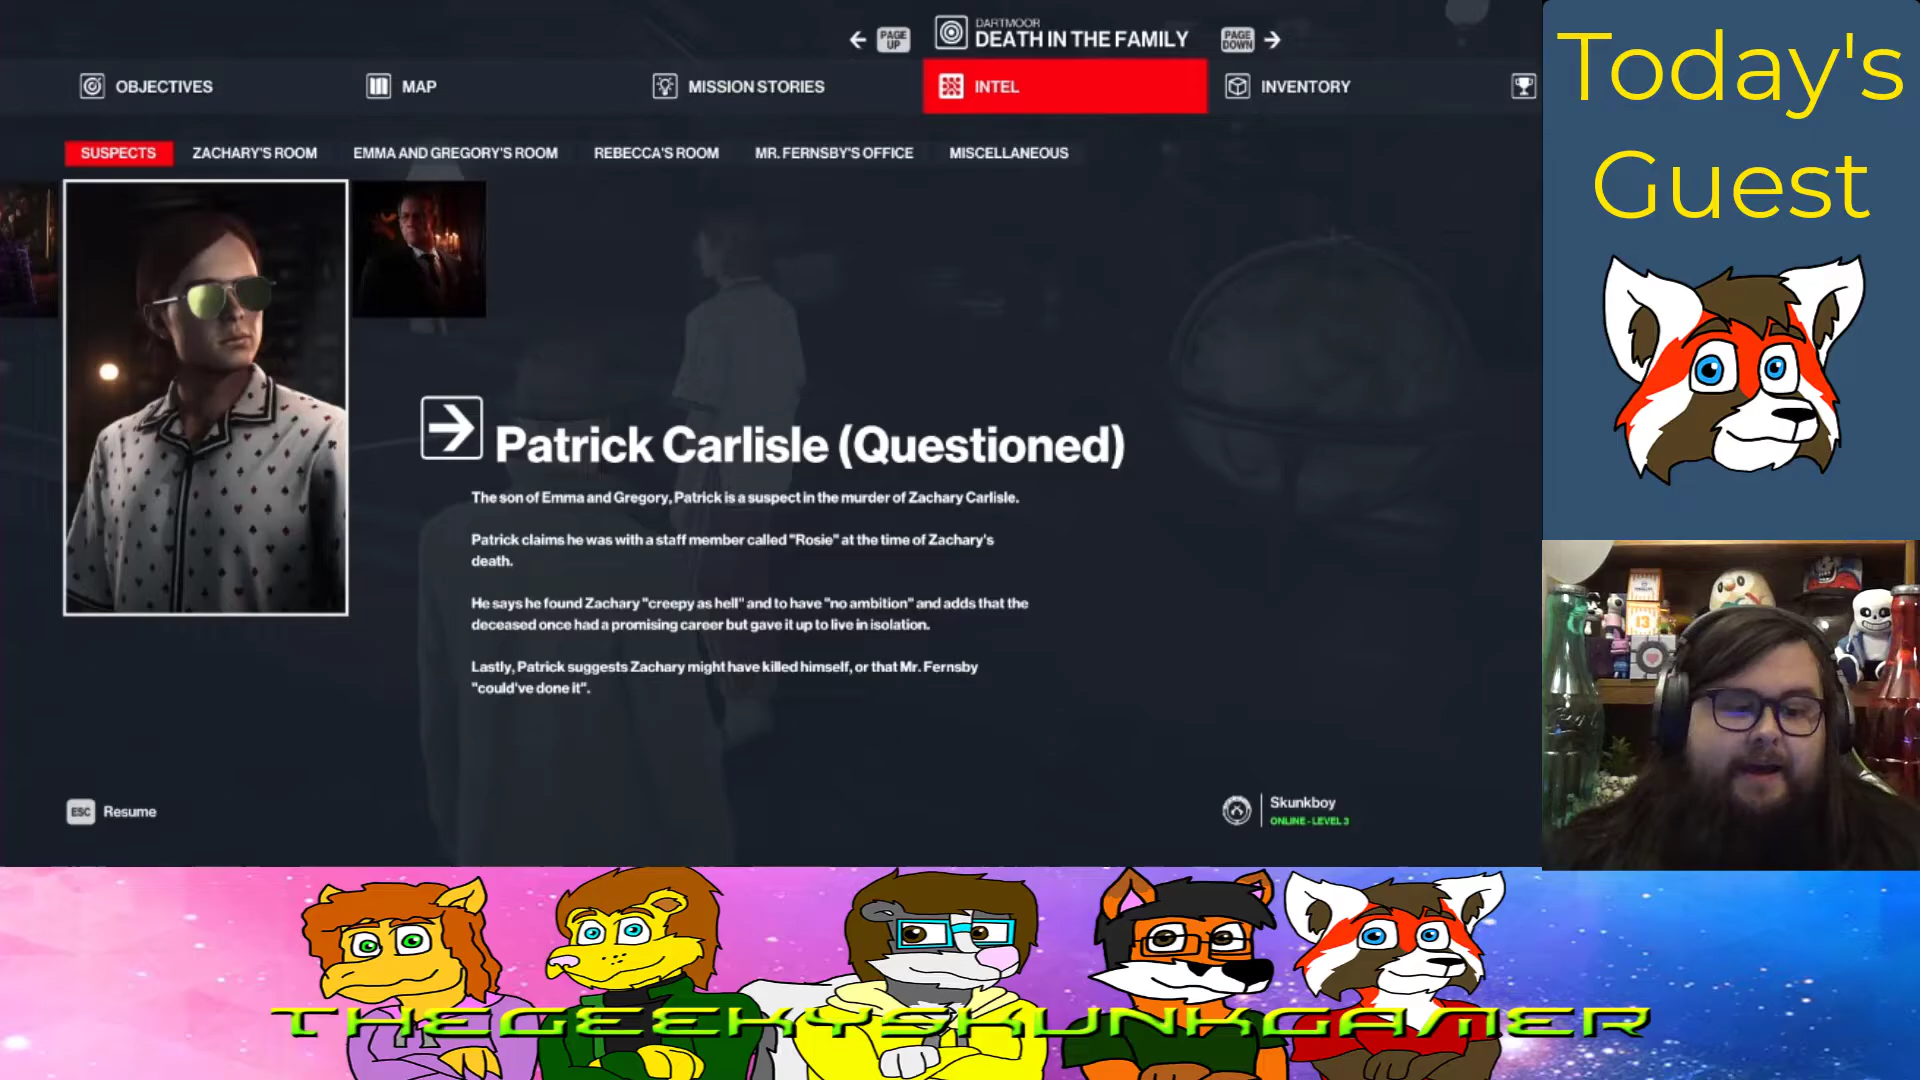 PAGE UP
DARTMOOR
DEATH IN THE FAMILY
PAGE DOWN
OBJECTIVES
MAP
MISSION STORIES
INTEL
INVENTORY
SUSPECTS
ZACHARY'S ROOM
EMMA AND GREGORY'S ROOM
REBECCA'S ROOM
MR. FERNSBY'S OFFICE
MISCELLANEOUS
Patrick Carlisle (Questioned)
The son of Emma and Gregory, Patrick is a suspect in the murder of Zachary Carlisle.
Patrick claims he was with a staff member called "Rosie" at the time of Zachary's
death.
He says he found Zachary "creepy as hell" and to have "no ambition" and adds that the
deceased once had a promising career but gave it up to live in isolation.
Lastly, Patrick suggests Zachary might have killed himself, or that Mr. Fernsby
"could've done it".
ESC Resume
Skunkboy
ONLINE - LEVEL 3
Today's
Guest
13
THEGEEKYSKUNKGAMER